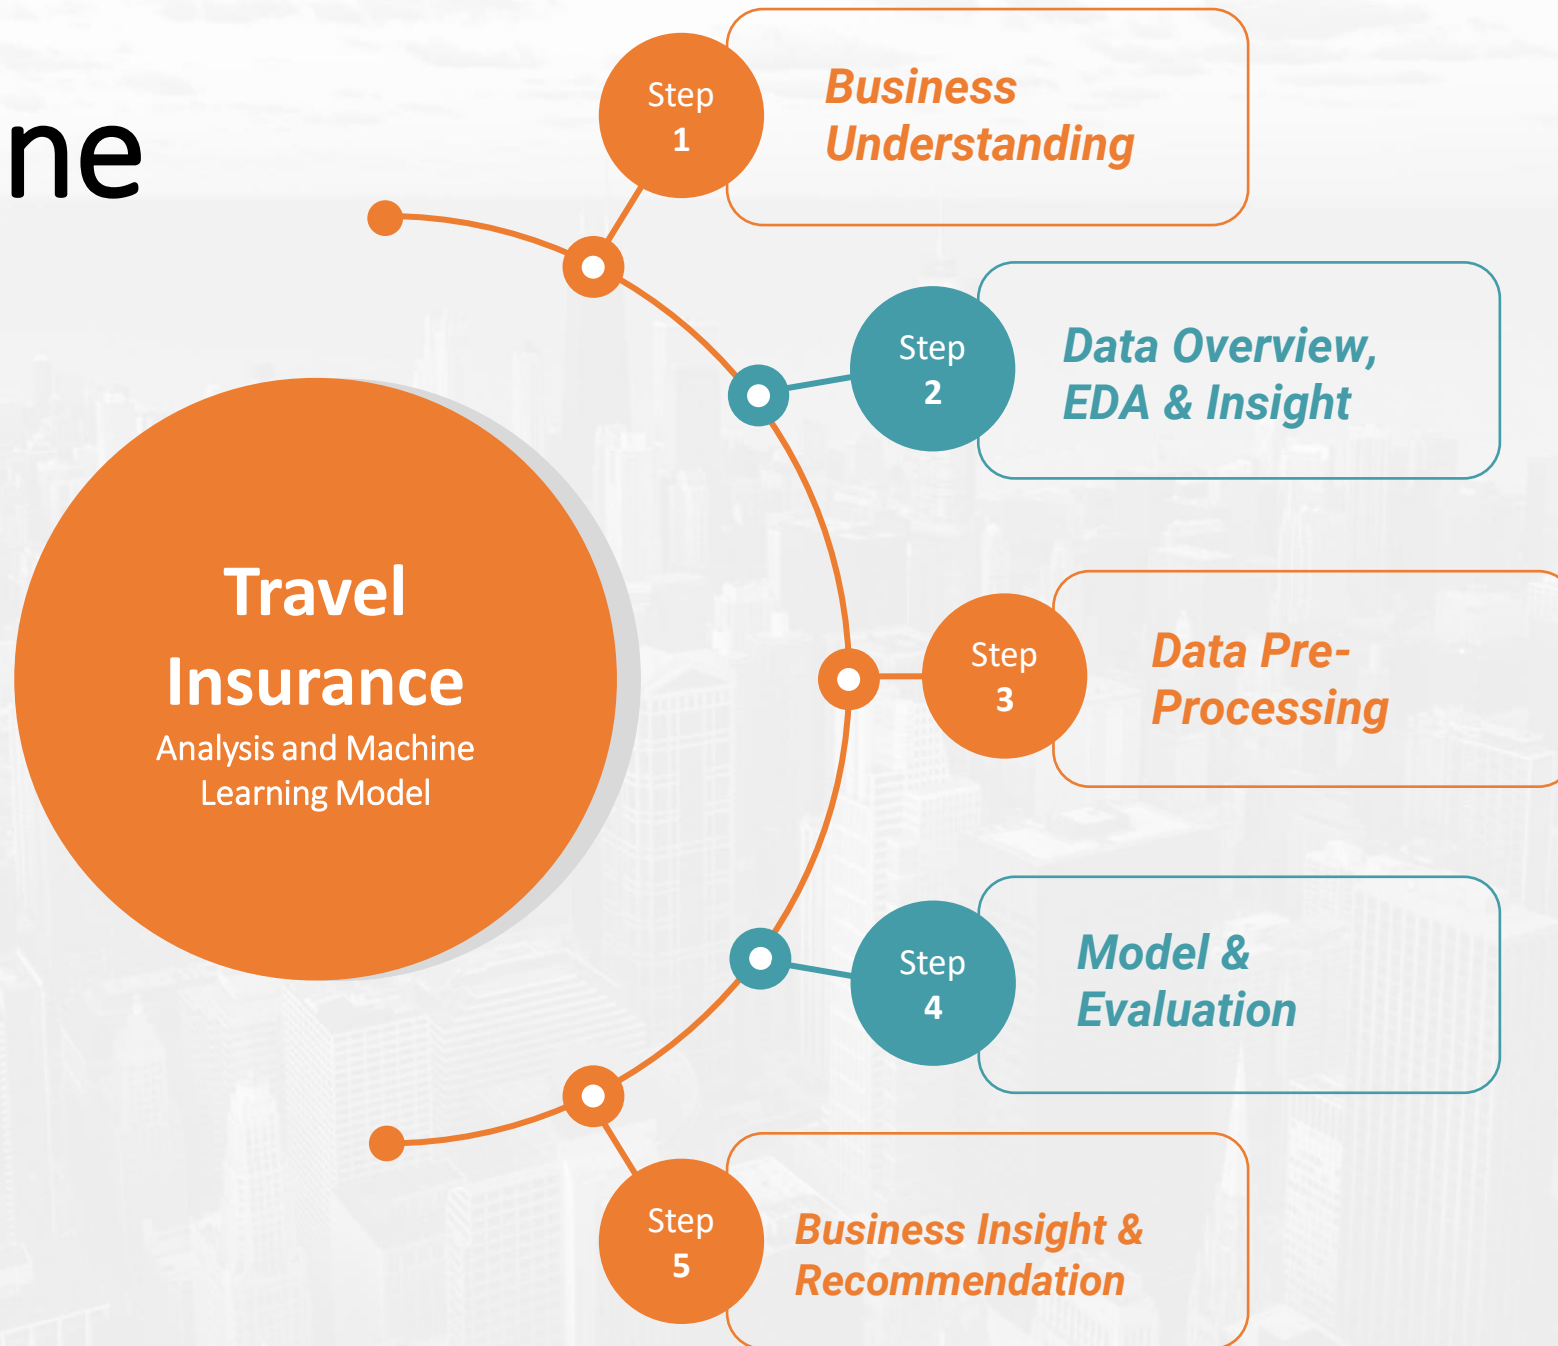 ne
Step
1
Business
Understanding
Step
2
Data Overview,
EDA & Insight
Travel
Insurance
Analysis and Machine
Learning Model
Step
3
Data Pre-
Processing
Step
4
Model &
Evaluation
Step
5
Business Insight &
Recommendation